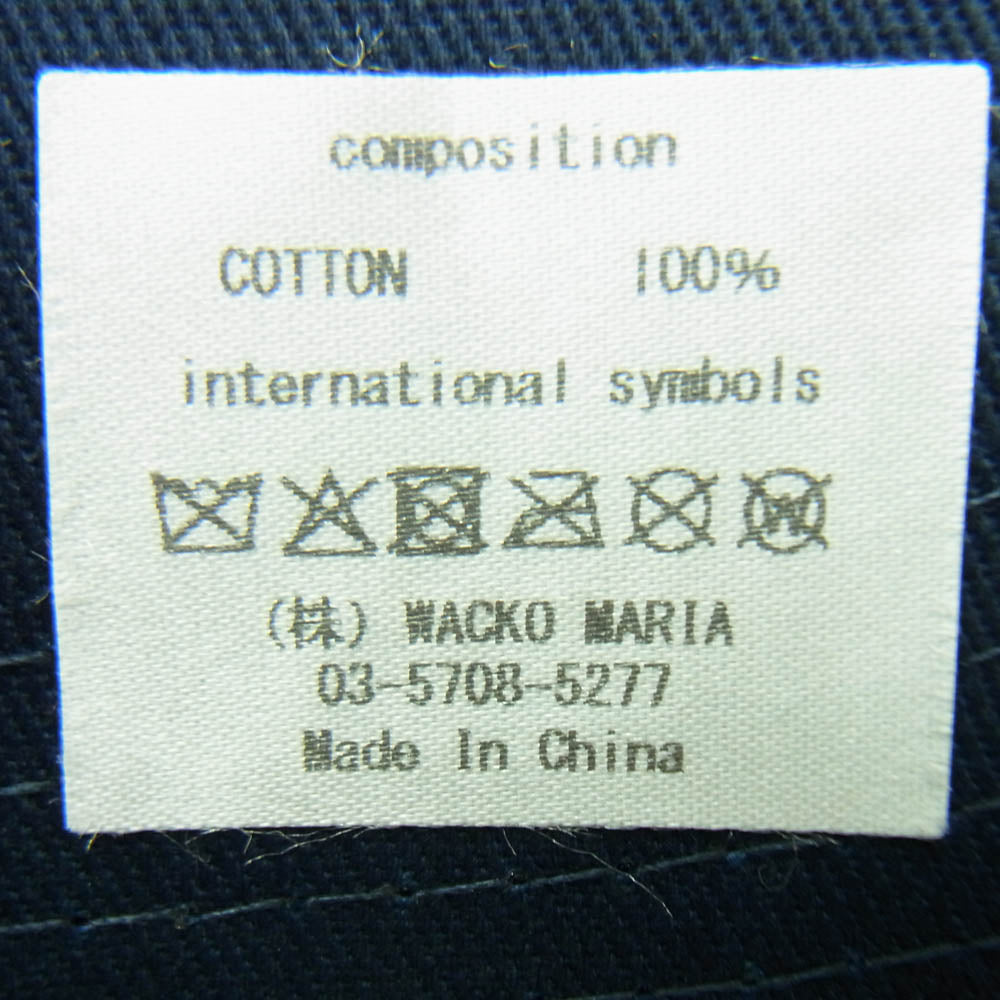 composition
COTTON 100%
international symbols
(株) WACKO MARIA
03-5708-5277
Made In China